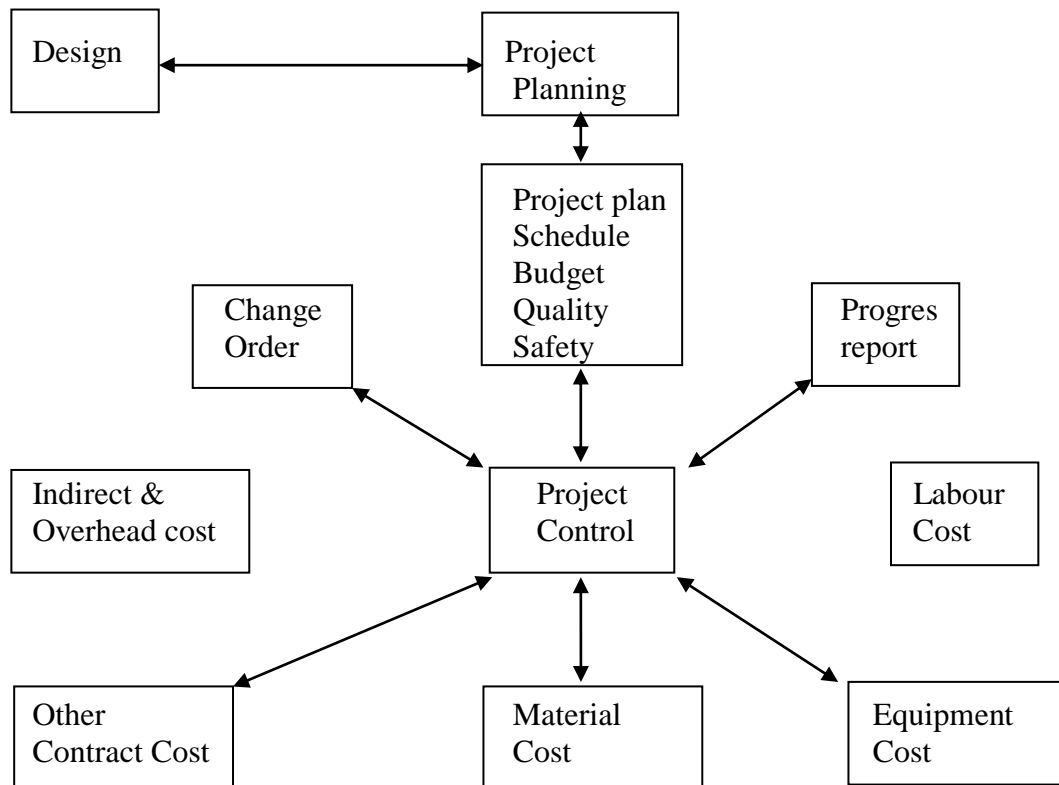 Design
Project
Planning
Project plan
Schedule
Budget
Quality
Safety
Change
Order
Progres
report
Indirect &
Overhead cost
Project
Control
Labour
Cost
Other
Contract Cost
Material
Cost
Equipment
Cost